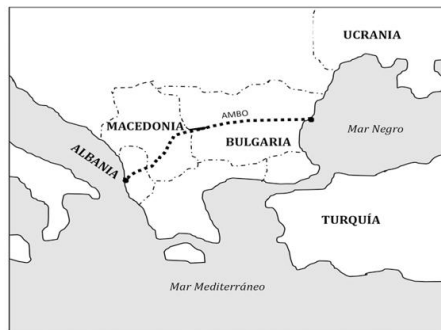 UCRANIA
AMBO
MACEDONIA
Mar Negro
BULGARIA
ALBANIA
TURQUÍA
Mar Mediterráneo